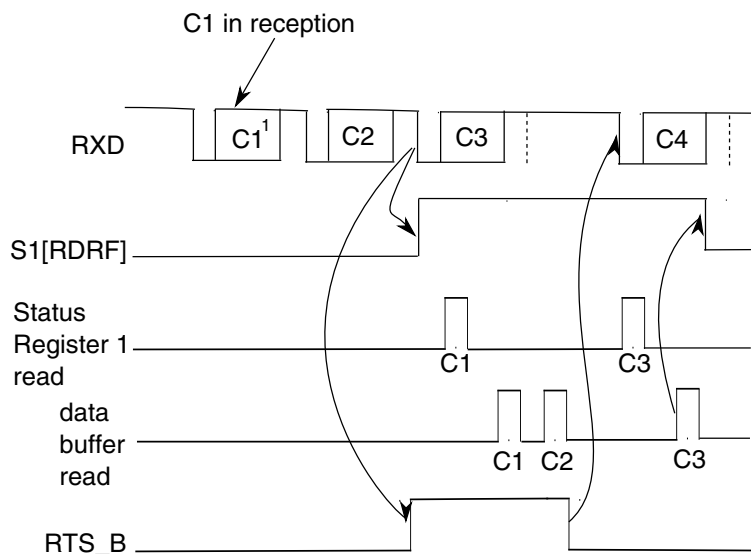 C1 in reception
RXD
C1 1
C2
C3
C4
S1[RDRF]
Status
Register 1
read
C1
C3
data
buffer
read
C1
C2
C3
RTS_B